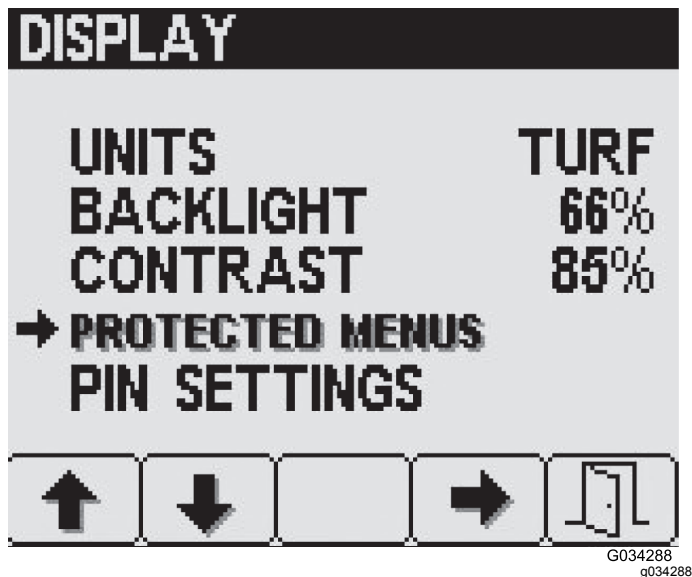 DISPLAY
UNITS TURF
BACKLIGHT 66%
CONTRAST 85%
PROTECTED MENUS
PIN SETTINGS
G034288
g034288